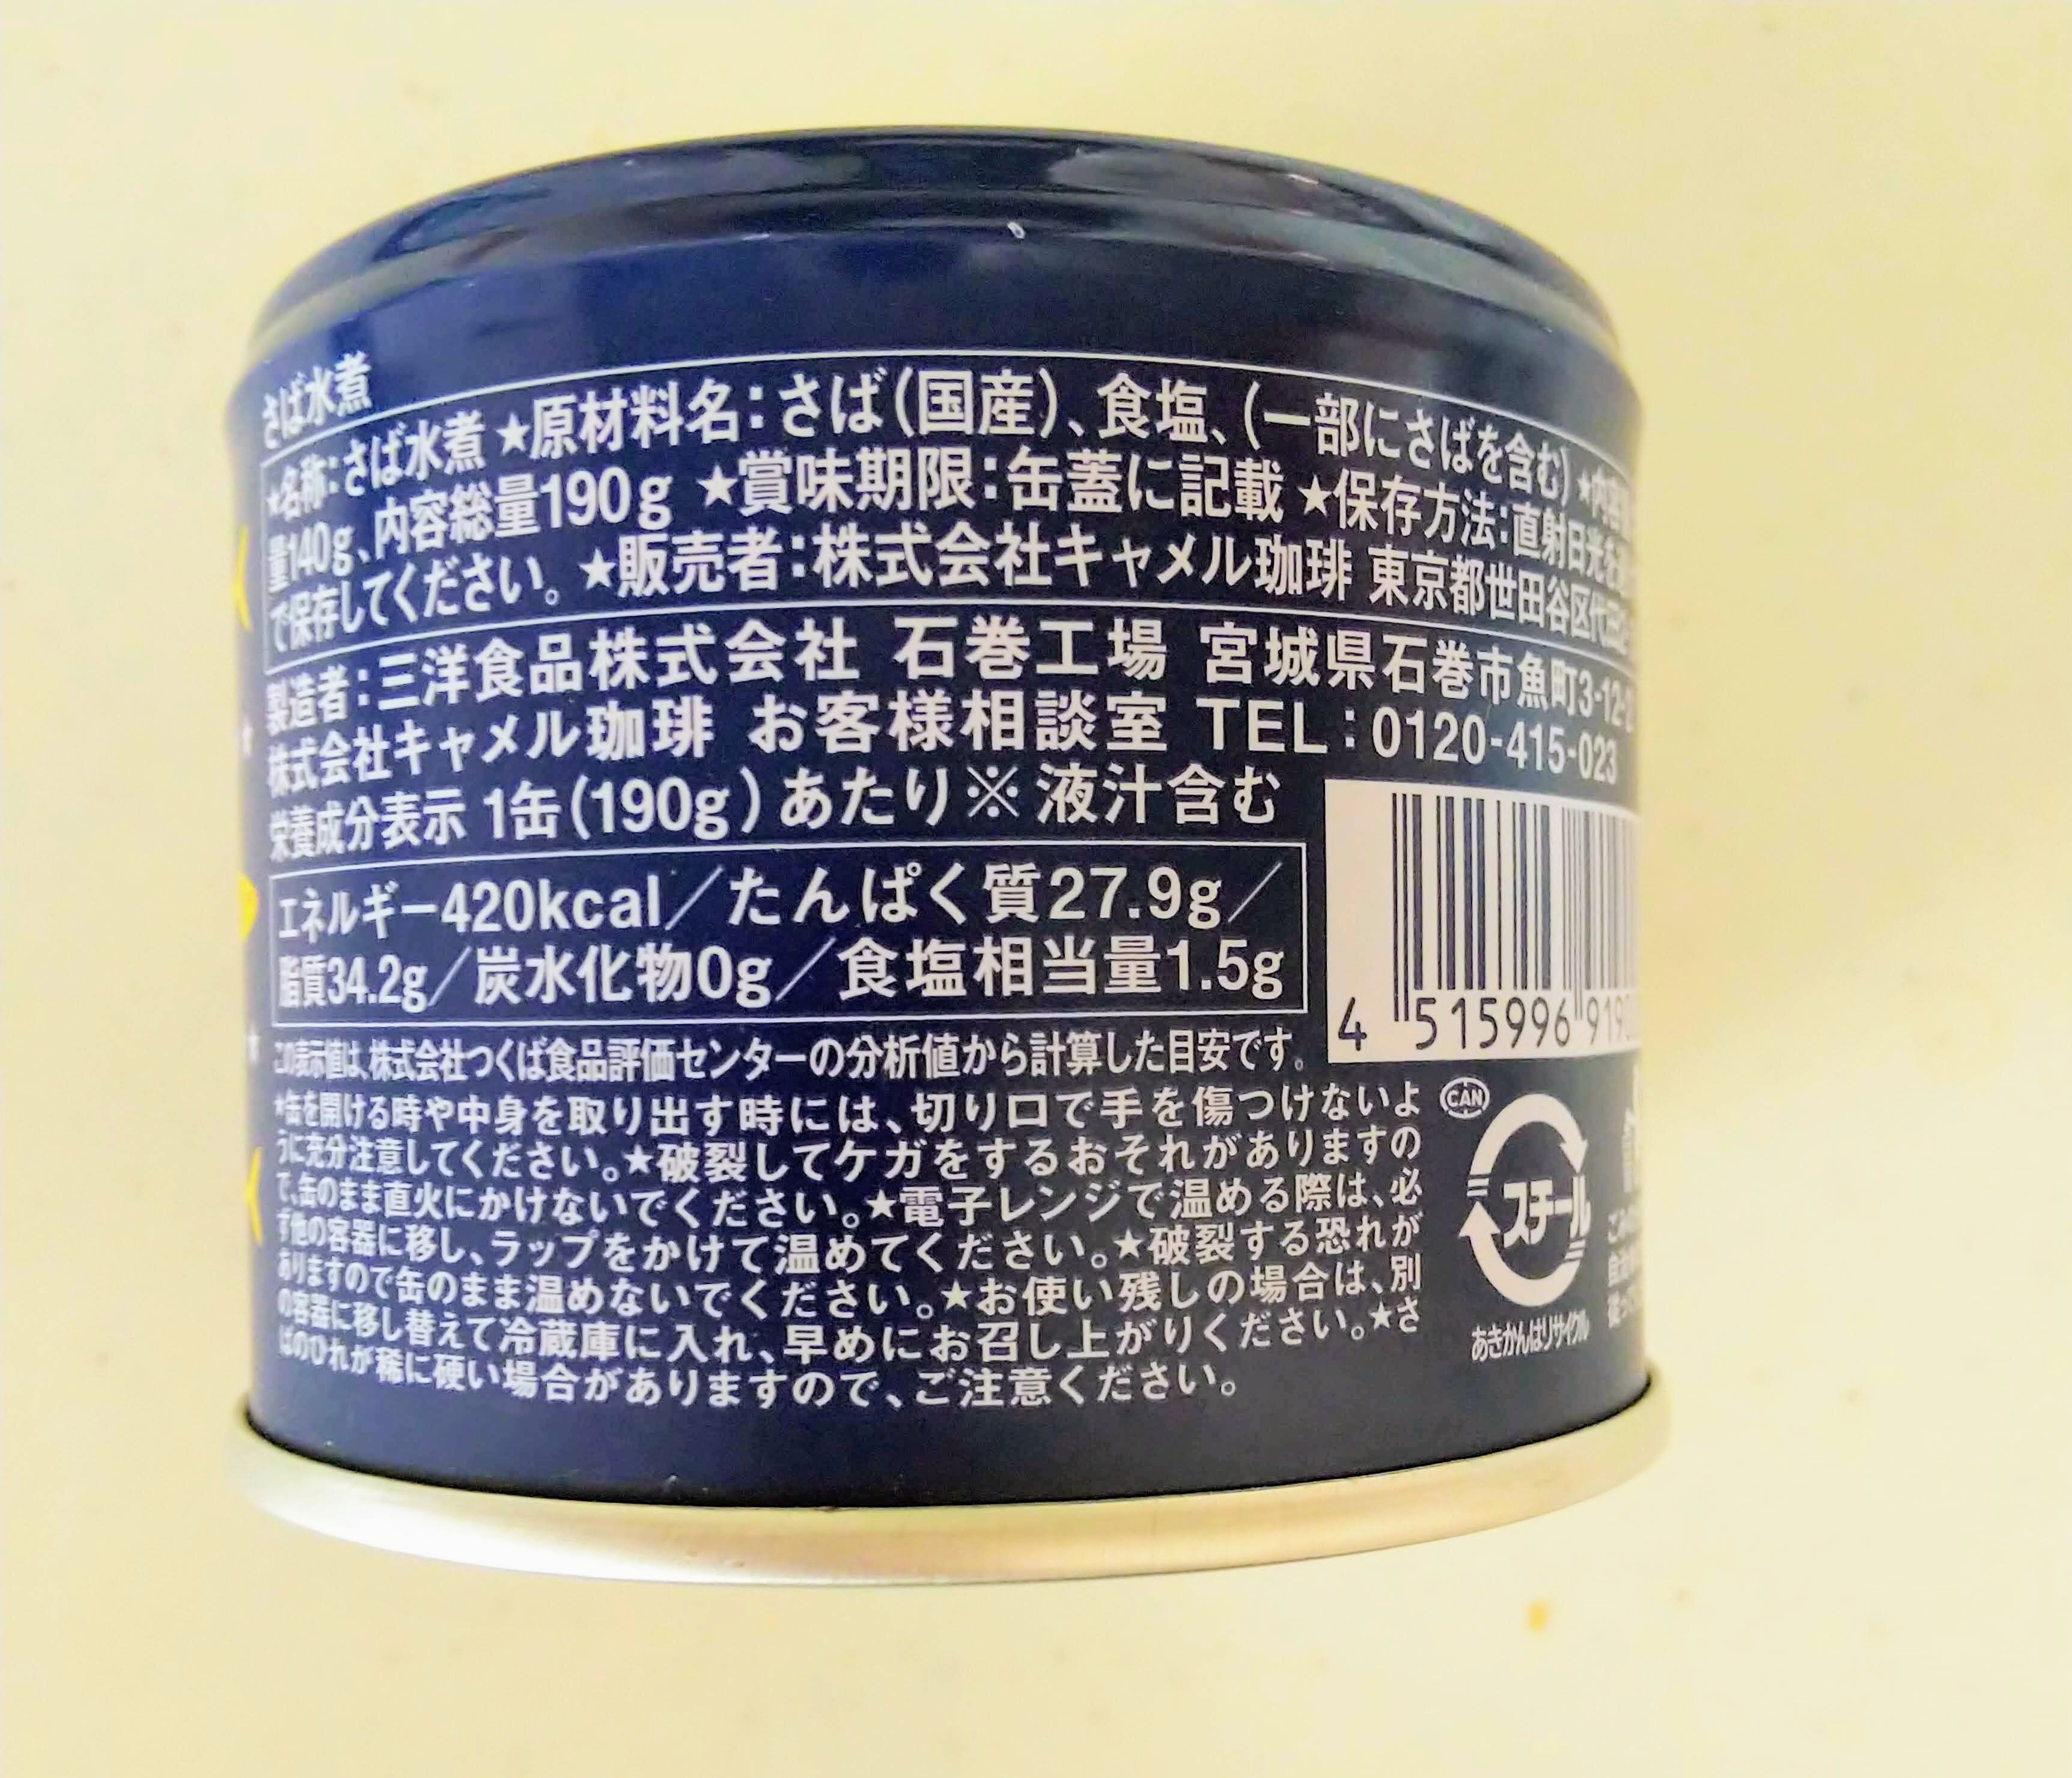 さば水煮
★名称：さば水煮 ★原材料名：さば（国産）、食塩、（一部にさばを含む） ★内容
量140g、内容総量190g ★賞味期限：缶蓋に記載 ★保存方法：直射日光を
で保存してください。 ★販売者：株式会社キャメル珈琲 東京都世田谷区代田
製造者：三洋食品株式会社 石巻工場 宮城県石巻市魚町3-12-2
株式会社キャメル珈琲 お客様相談室 TEL：0120-415-023
栄養成分表示 1缶（190g）あたり※液汁含む
エネルギー420kcal／たんぱく質27.9g／
脂質34.2g／炭水化物0g／食塩相当量1.5g
この表示値は、株式会社つくば食品評価センターの分析値から計算した目安です。
4 515996 919
★缶を開ける時や中身を取り出す時には、切り口で手を傷つけないよ
うに充分注意してください。★破裂してケガをするおそれがありますの
で、缶のまま直火にかけないでください。★電子レンジで温める際は、必
ず他の容器に移し、ラップをかけて温めてください。★破裂する恐れが
ありますので缶のまま温めないでください。★お使い残しの場合は、別
の容器に移し替えて冷蔵庫に入れ、早めにお召し上がりください。★さ
ばのひれが稀に硬い場合がありますので、ご注意ください。
CAN
スチール
あきかんはリサイクル